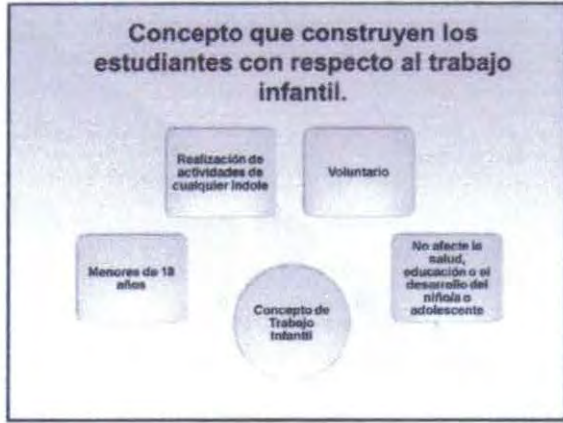 Concepto que construyen los
estudiantes con respecto al trabajo
infantil.
Realización de
actividades de
cualquier índole
Voluntario
Menores de 18
años
No afecte la
salud,
educación o el
desarrollo del
niño/a o
adolescente
Concepto de
Trabajo
Infantil